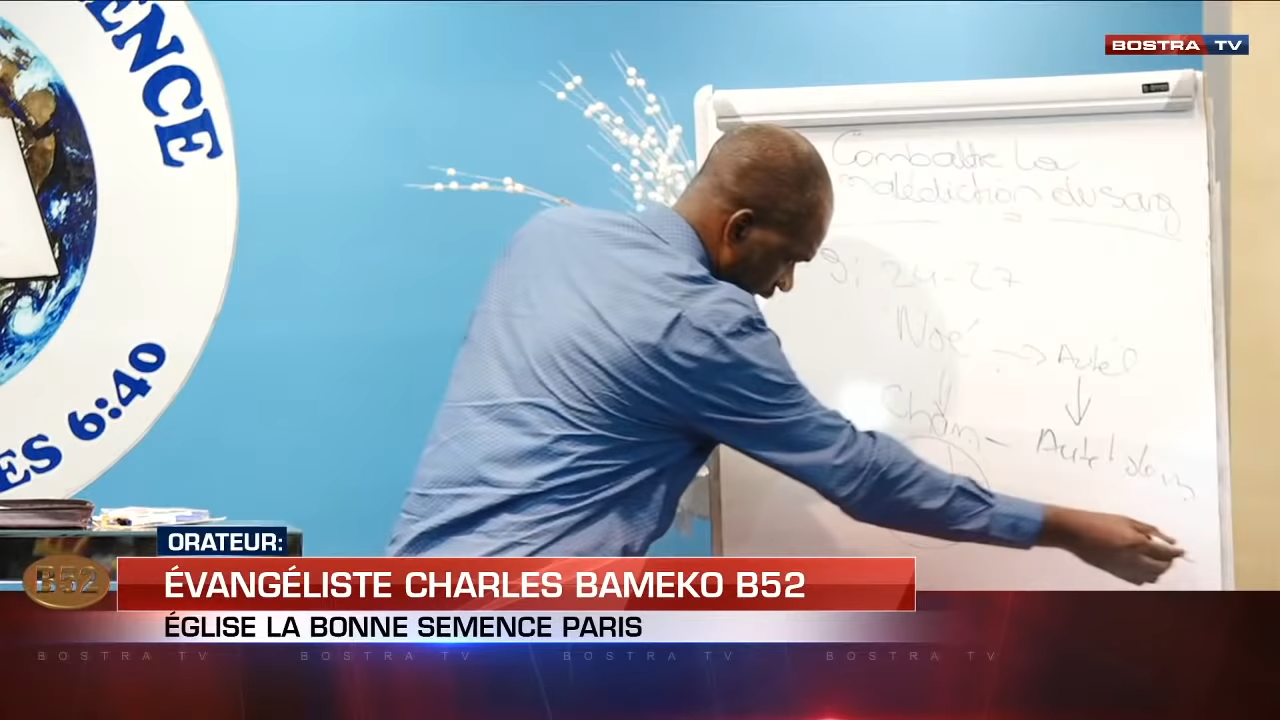 ENCE
ES 6:40
BOSTRA TV
Combattre la
malédiction du sang
9: 24-27
Noé → Autel
Cham - Autel
ORATEUR:
B52
ÉVANGÉLISTE CHARLES BAMEKO B52
ÉGLISE LA BONNE SEMENCE PARIS
BOSTRA TV BOSTRA TV BOSTRA TV BOSTRA TV